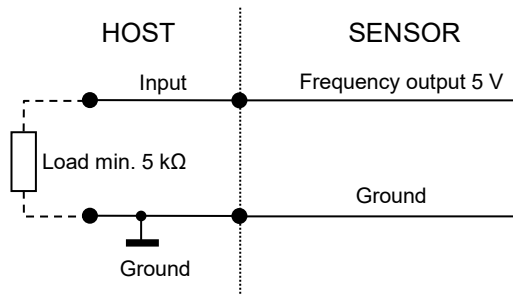 HOST
SENSOR
Input
Frequency output 5 V
Load min. 5 kΩ
Ground
Ground